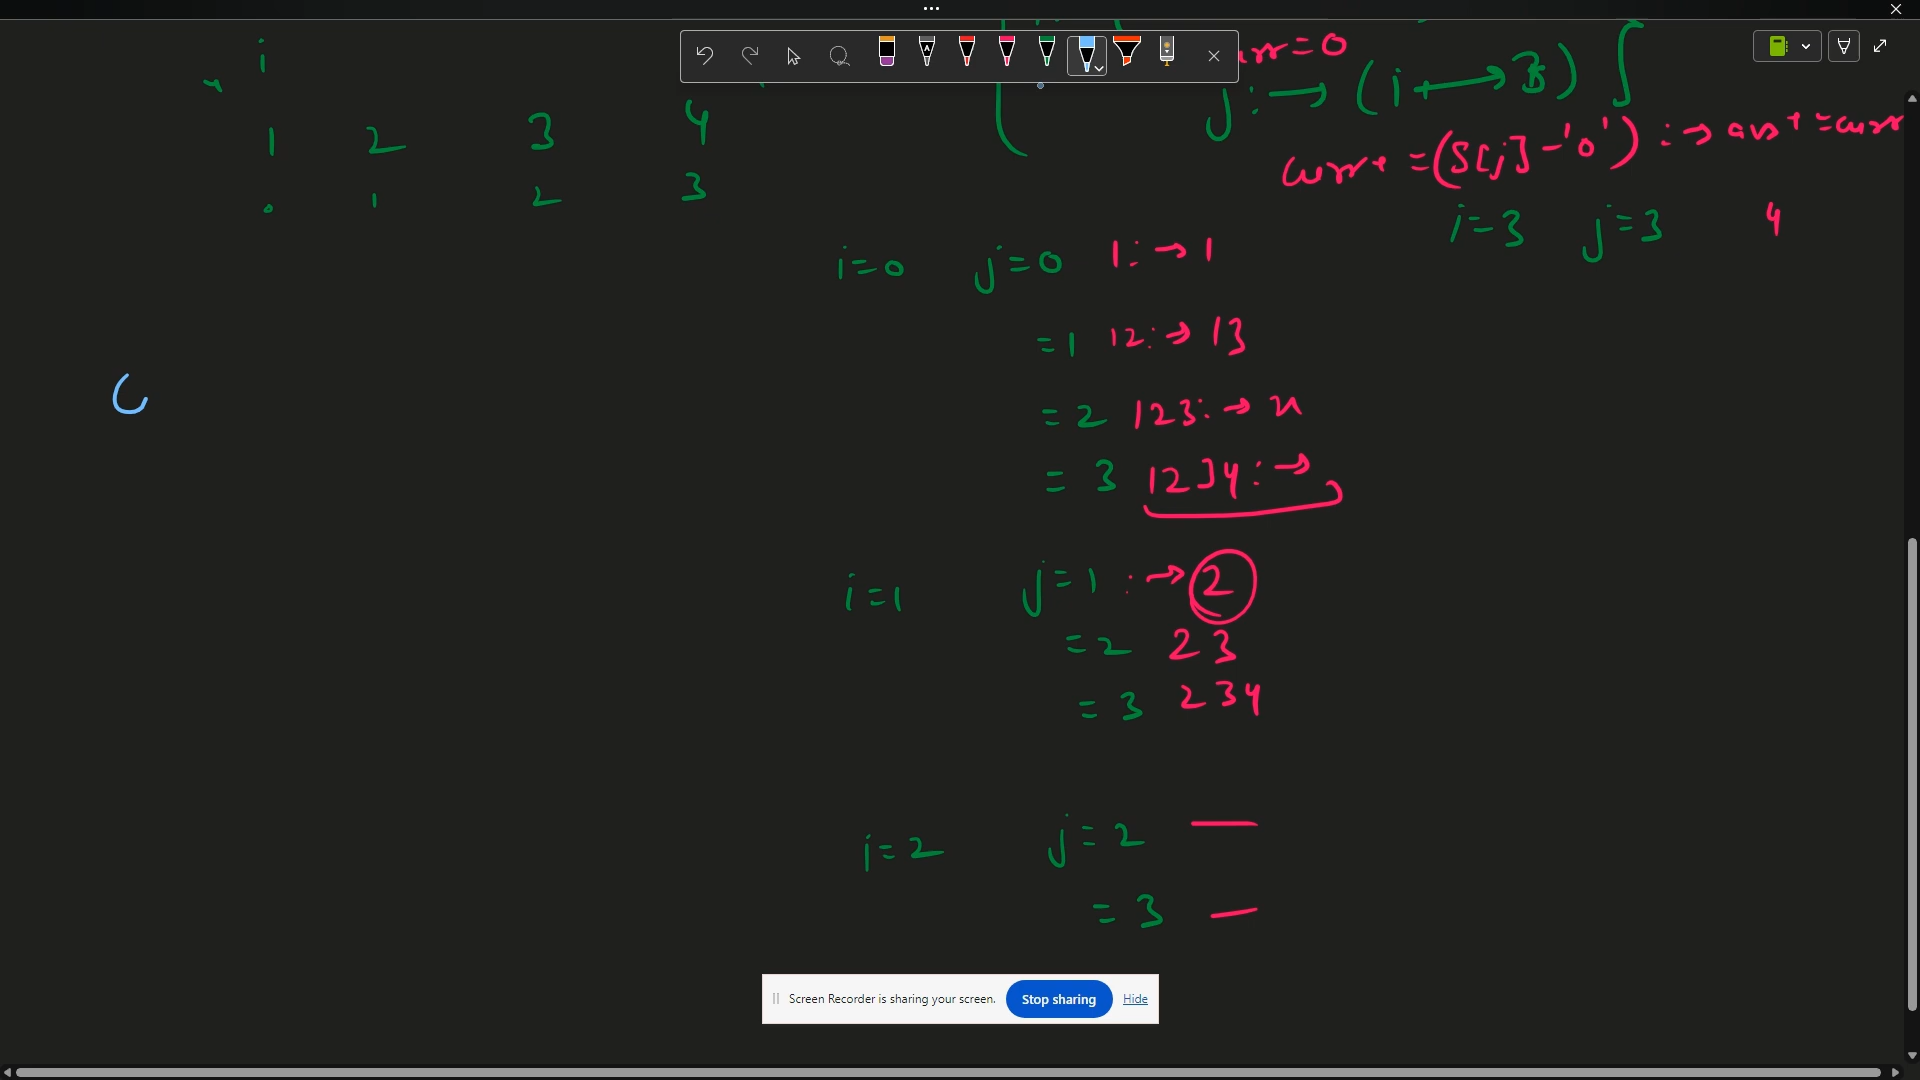 i
curr=0
j:→(i→3)
1 2 3 4
curr+=(S[j]-'0'):→ans+=curr
0 1 2 3
i=3 j=3 4
i=0 j=0 1:→1
=1 12:→13
=2 123:→x
=3 1234:→
i=1 j=1:→2
=2 23
=3 234
i=2 j=2
=3
Screen Recorder is sharing your screen. Stop sharing Hide